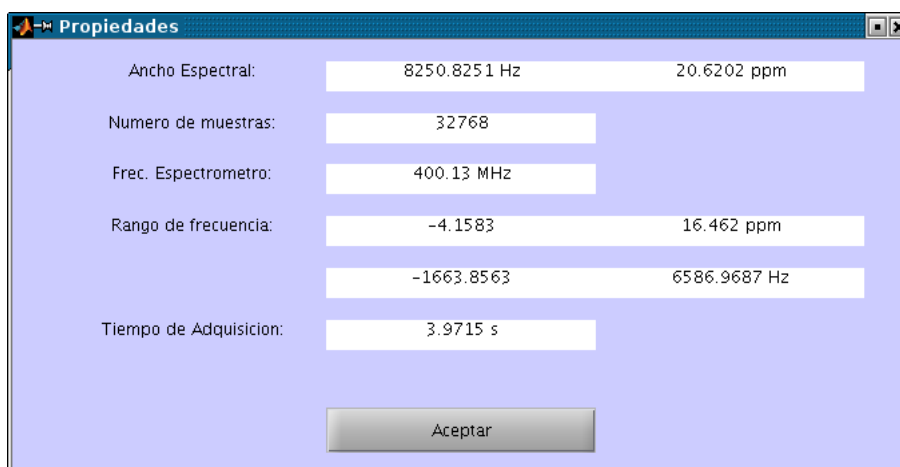 Propiedades
Ancho Espectral: 8250.8251 Hz 20.6202 ppm
Numero de muestras: 32768
Frec. Espectrometro: 400.13 MHz
Rango de frecuencia: -4.1583 16.462 ppm
-1663.8563 6586.9687 Hz
Tiempo de Adquisicion: 3.9715 s
Aceptar